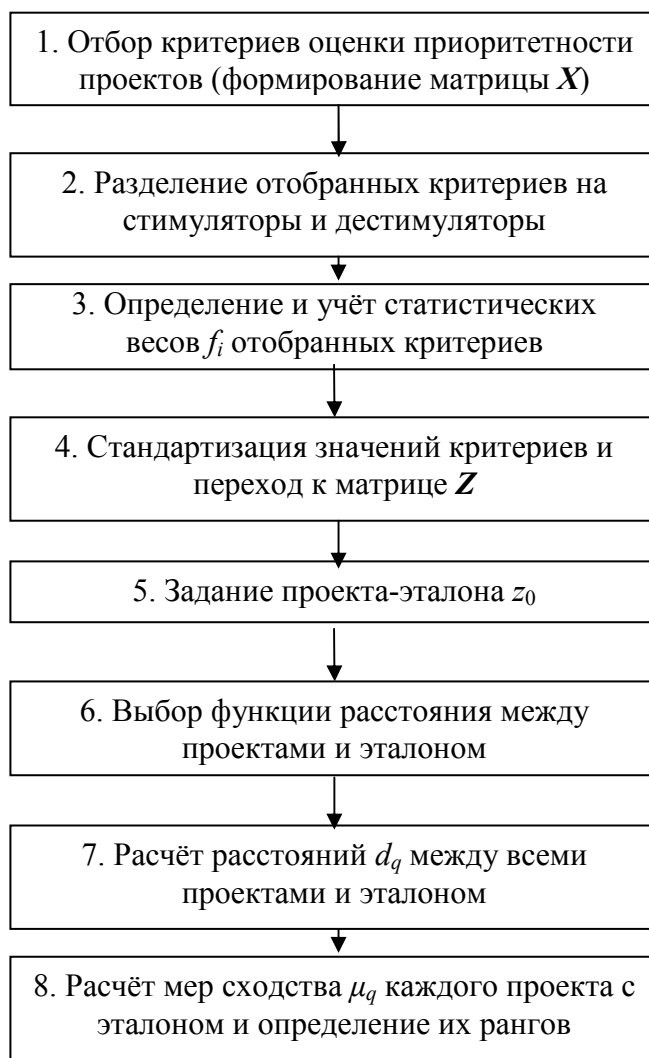 1. Отбор критериев оценки приоритетности
проектов (формирование матрицы X)
2. Разделение отобранных критериев на
стимуляторы и дестимуляторы
3. Определение и учёт статистических
весов fi отобранных критериев
4. Стандартизация значений критериев и
переход к матрице Z
5. Задание проекта-эталона z0
6. Выбор функции расстояния между
проектами и эталоном
7. Расчёт расстояний dq между всеми
проектами и эталоном
8. Расчёт мер сходства μq каждого проекта с
эталоном и определение их рангов